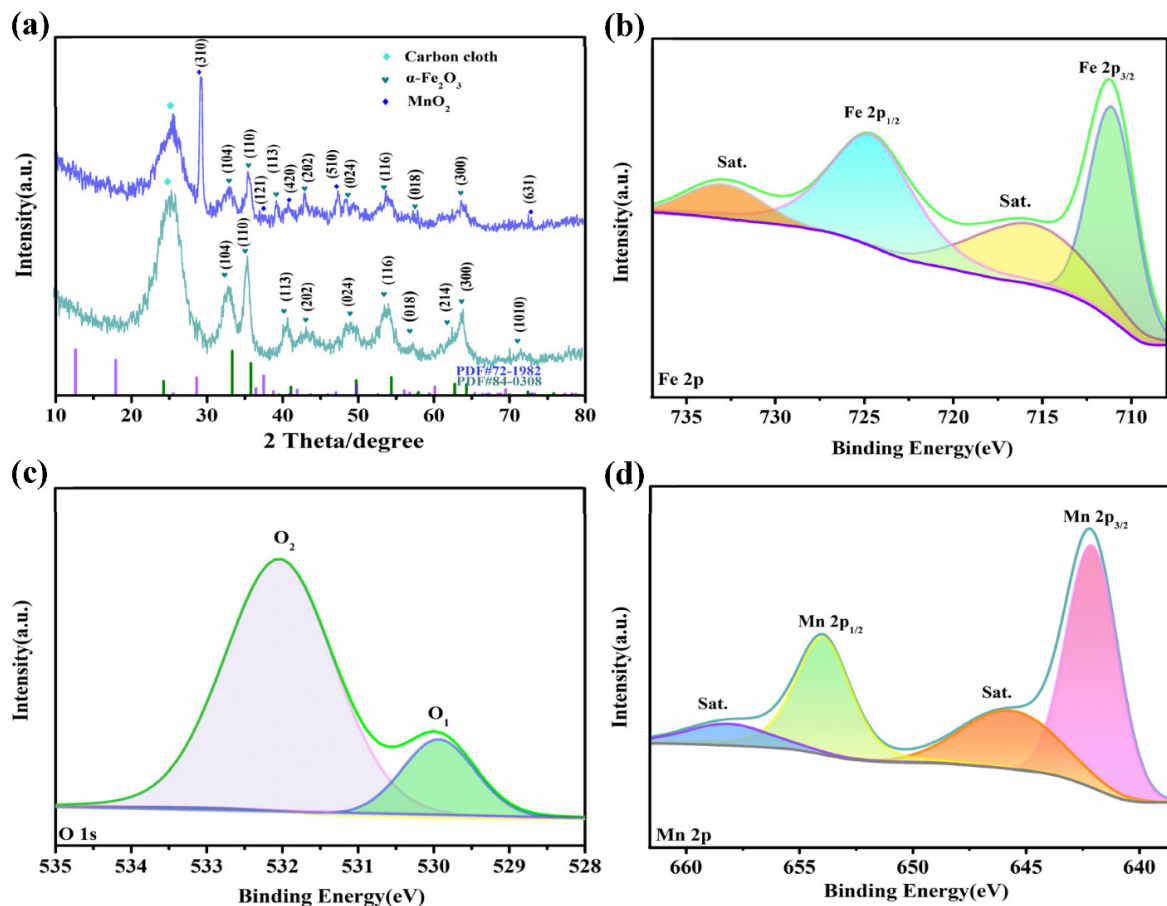 (a)
Carbon cloth
α-Fe₂O₃
MnO₂
(310)
(104)
(110)
(121)
(113)
(420)
(202)
(510)
(024)
(116)
(018)
(300)
(631)
(104)
(110)
(113)
(202)
(024)
(116)
(018)
(214)
(300)
(1010)
PDF#72-1982
PDF#84-0308
10 20 30 40 50 60 70 80
2 Theta/degree
Intensity(a.u.)
(b)
Fe 2p₃/₂
Fe 2p₁/₂
Sat.
Sat.
Fe 2p
735 730 725 720 715 710
Binding Energy(eV)
Intensity(a.u.)
(c)
O₂
O₁
O 1s
535 534 533 532 531 530 529 528
Binding Energy(eV)
Intensity(a.u.)
(d)
Mn 2p₃/₂
Mn 2p₁/₂
Sat.
Sat.
Mn 2p
660 655 650 645 640
Binding Energy(eV)
Intensity(a.u.)